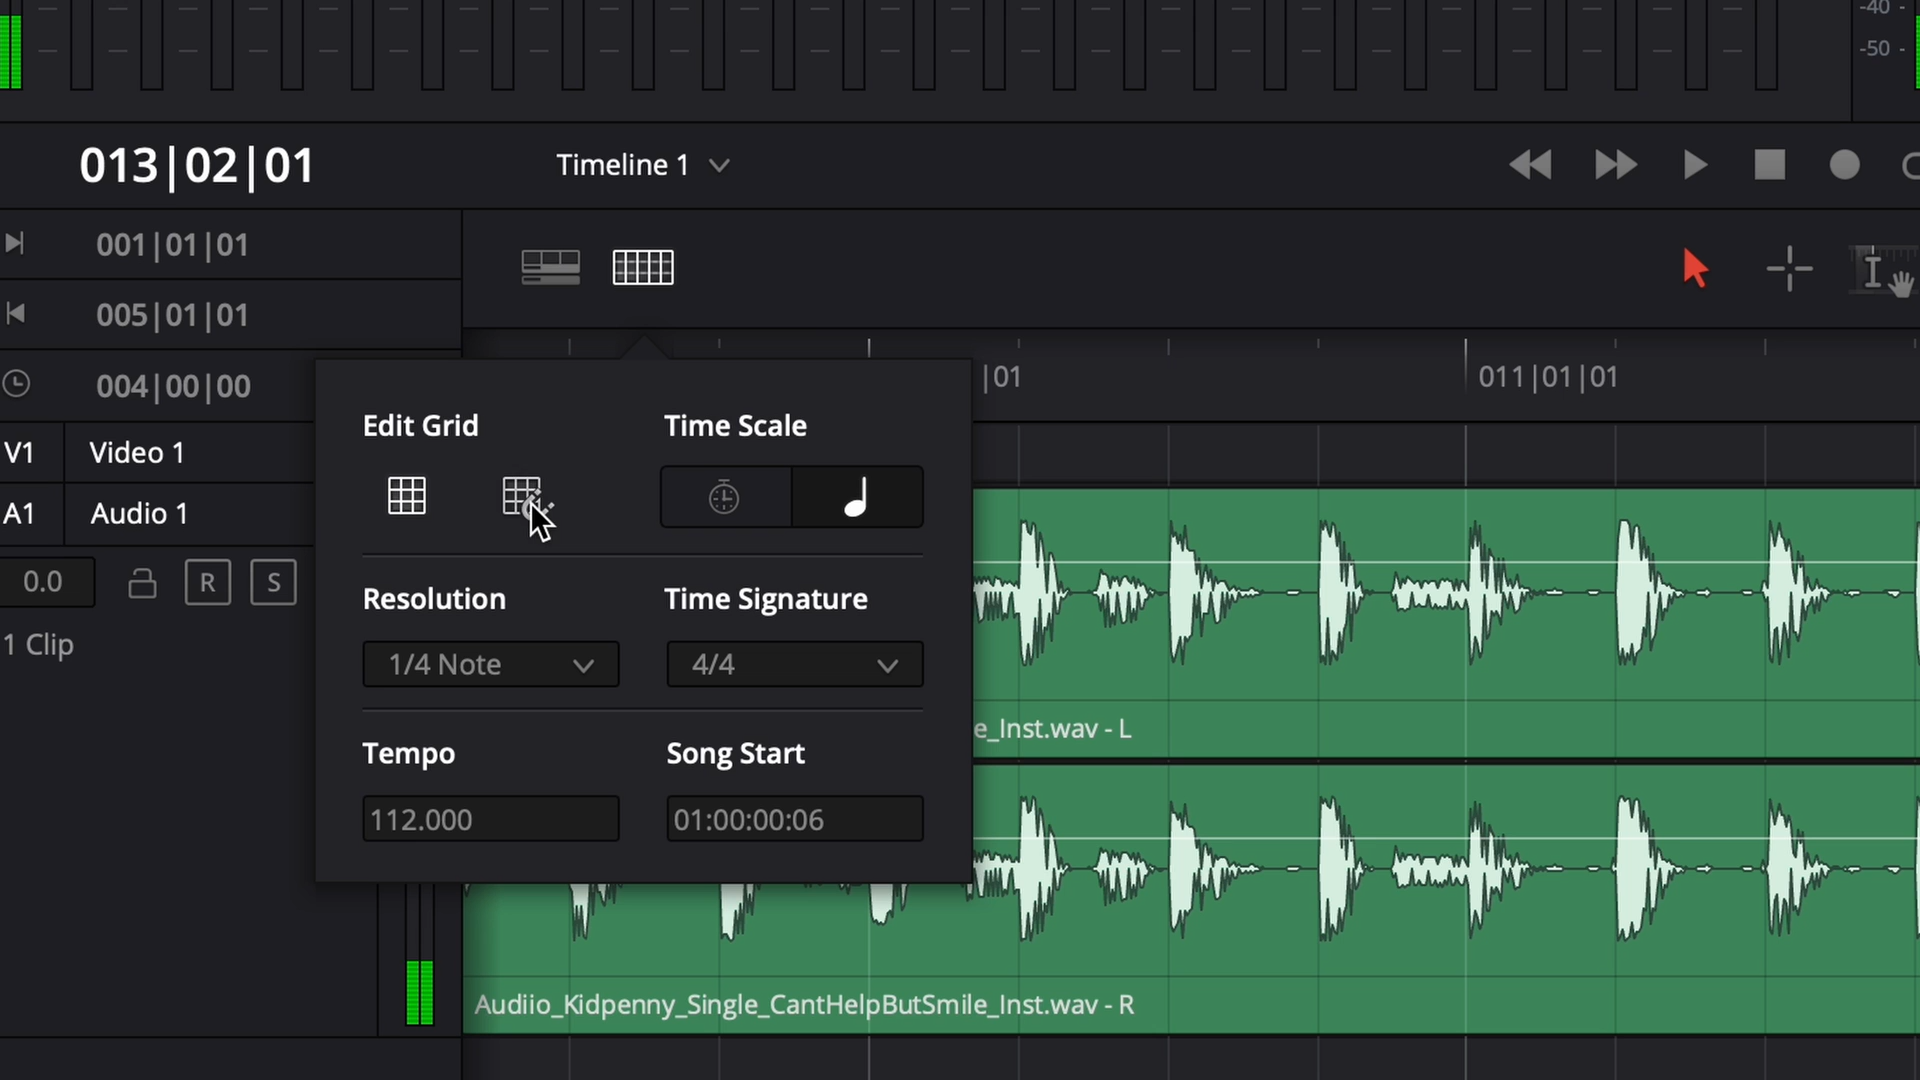 -40 -
-50 -
013|02|01
Timeline 1
001|01|01
005|01|01
004|00|00
|01
011|01|01
Edit Grid
Time Scale
V1
Video 1
A1
Audio 1
0.0
R
S
1 Clip
Resolution
Time Signature
1/4 Note
4/4
e_Inst.wav - L
Tempo
Song Start
112.000
01:00:00:06
Audiio_Kidpenny_Single_CantHelpButSmile_Inst.wav - R